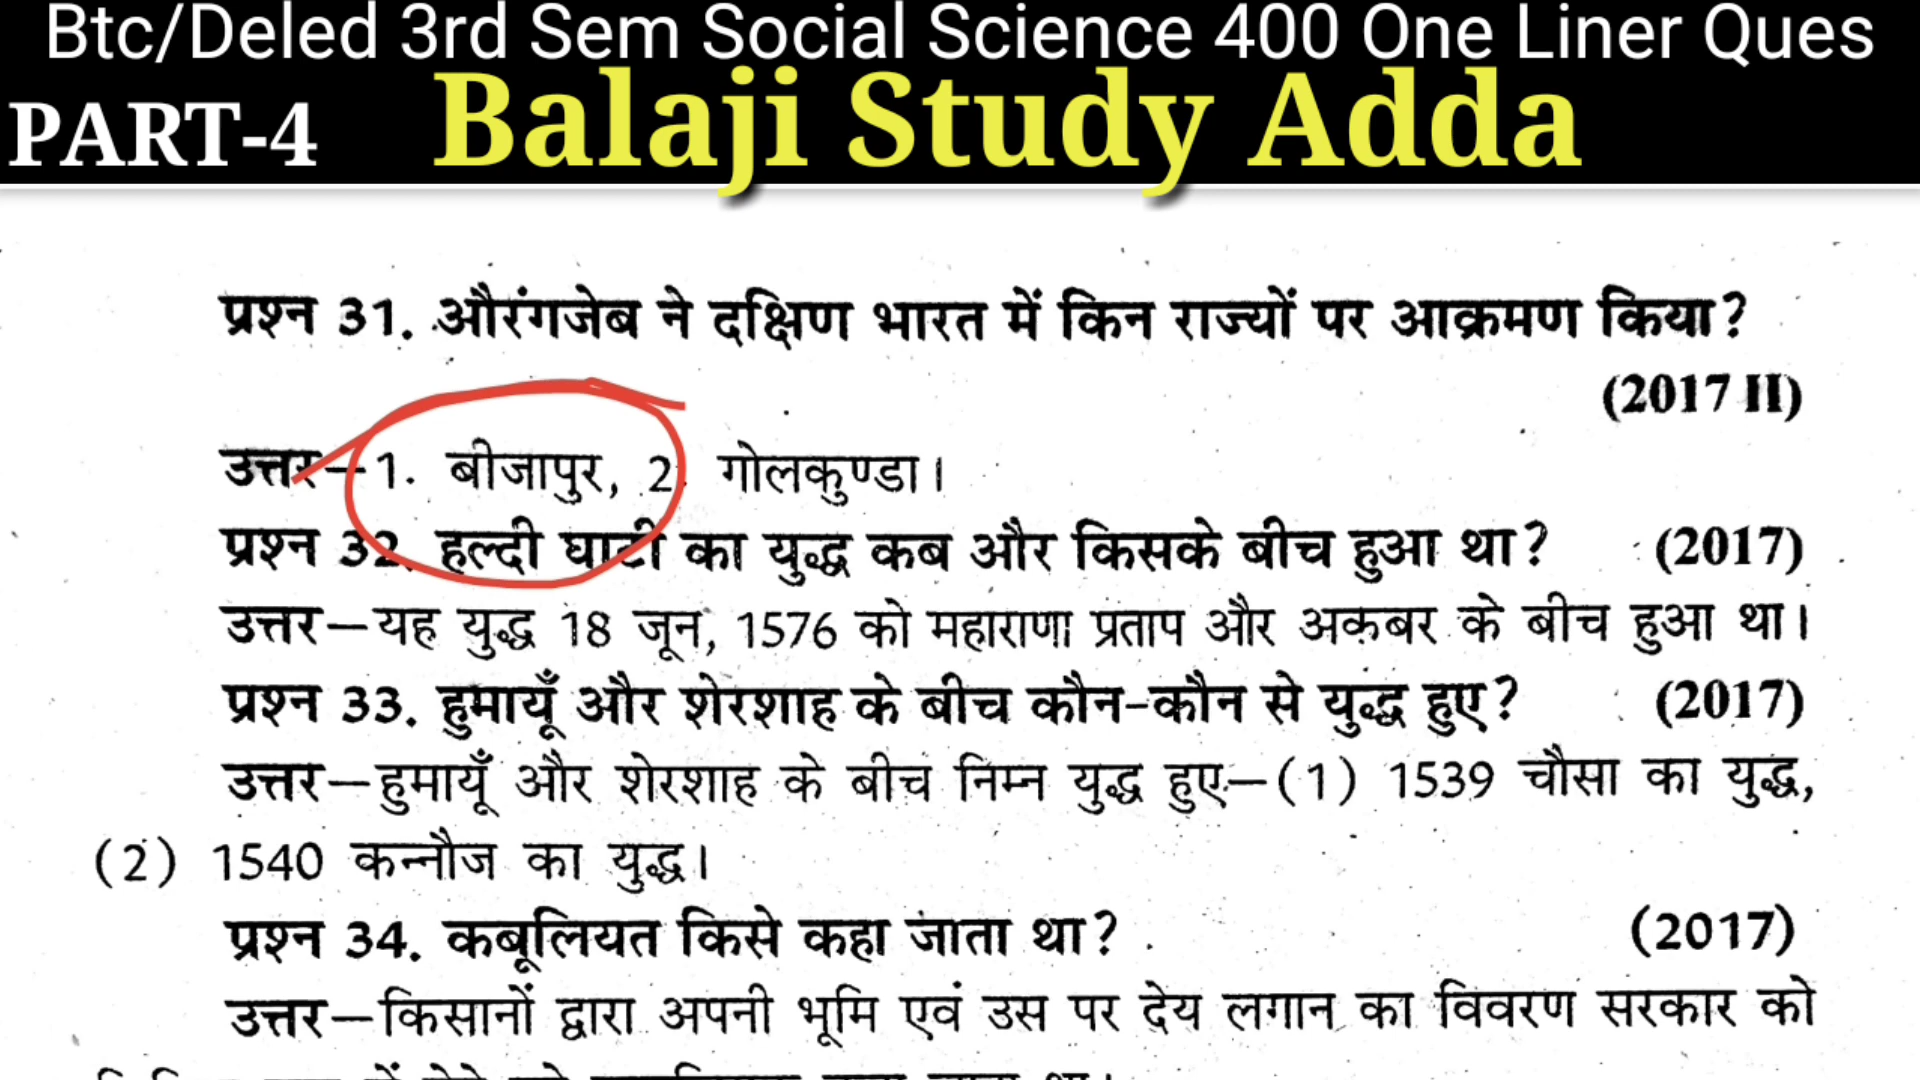 Btc/Deled 3rd Sem Social Science 400 One Liner Ques
PART-4 Balaji Study Adda
प्रश्न 31. औरंगजेब ने दक्षिण भारत में किन राज्यों पर आक्रमण किया?
(2017 II)
उत्तर–1. बीजापुर, 2. गोलकुण्डा।
प्रश्न 32. हल्दी घाटी का युद्ध कब और किसके बीच हुआ था? (2017)
उत्तर–यह युद्ध 18 जून, 1576 को महाराणा प्रताप और अकबर के बीच हुआ था।
प्रश्न 33. हुमायूँ और शेरशाह के बीच कौन-कौन से युद्ध हुए? (2017)
उत्तर–हुमायूँ और शेरशाह के बीच निम्न युद्ध हुए–(1) 1539 चौसा का युद्ध,
(2) 1540 कन्नौज का युद्ध।
प्रश्न 34. कबूलियत किसे कहा जाता था? (2017)
उत्तर–किसानों द्वारा अपनी भूमि एवं उस पर देय लगान का विवरण सरकार को